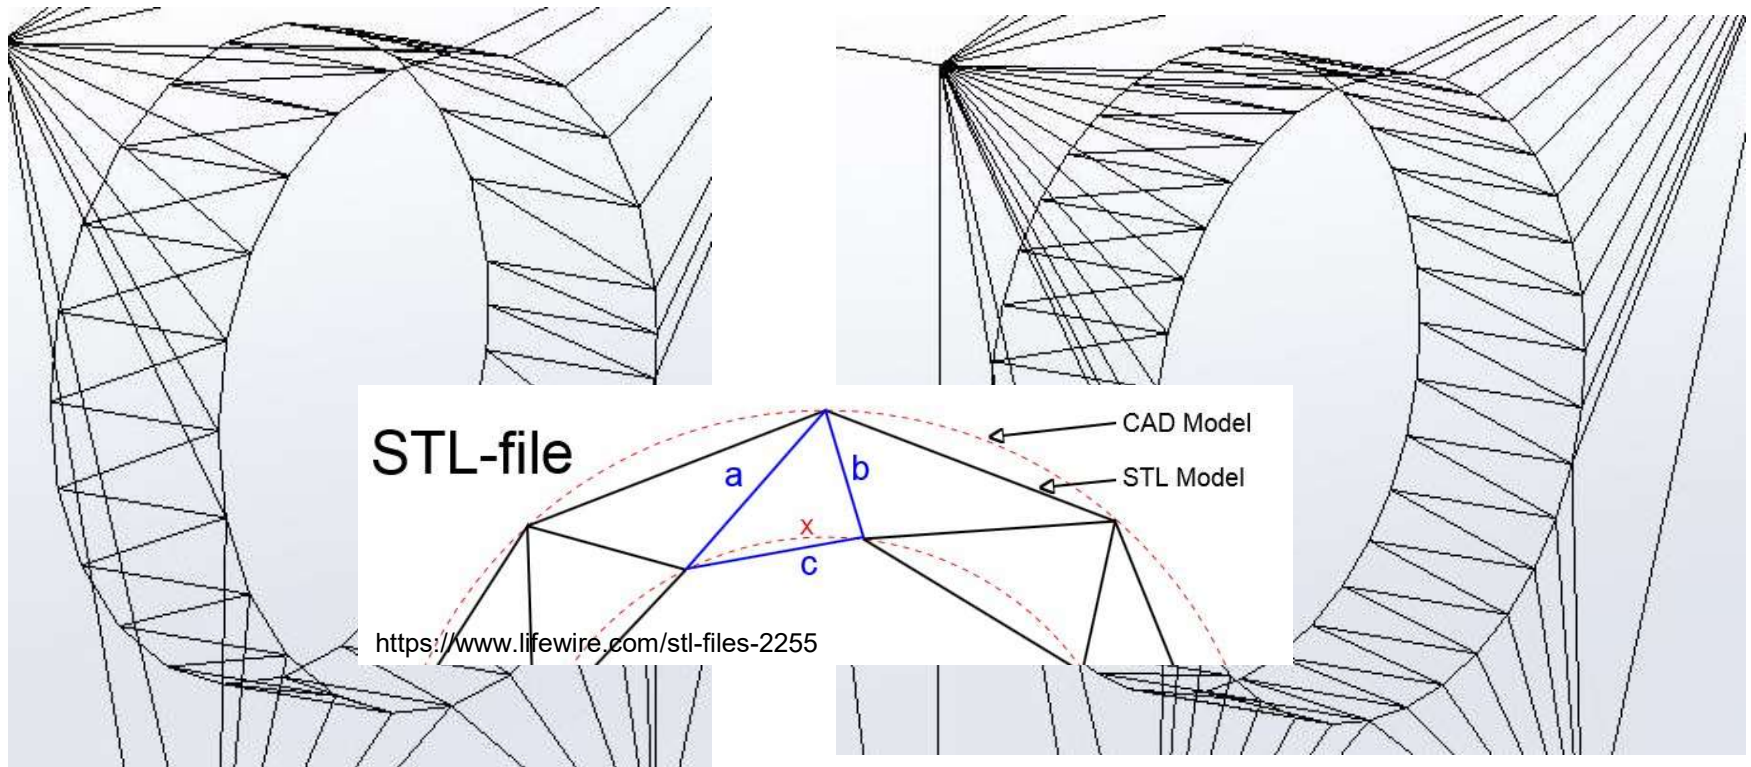 CAD Model
STL-file
a
b
STL Model
x
c
https://www.lifewire.com/stl-files-2255